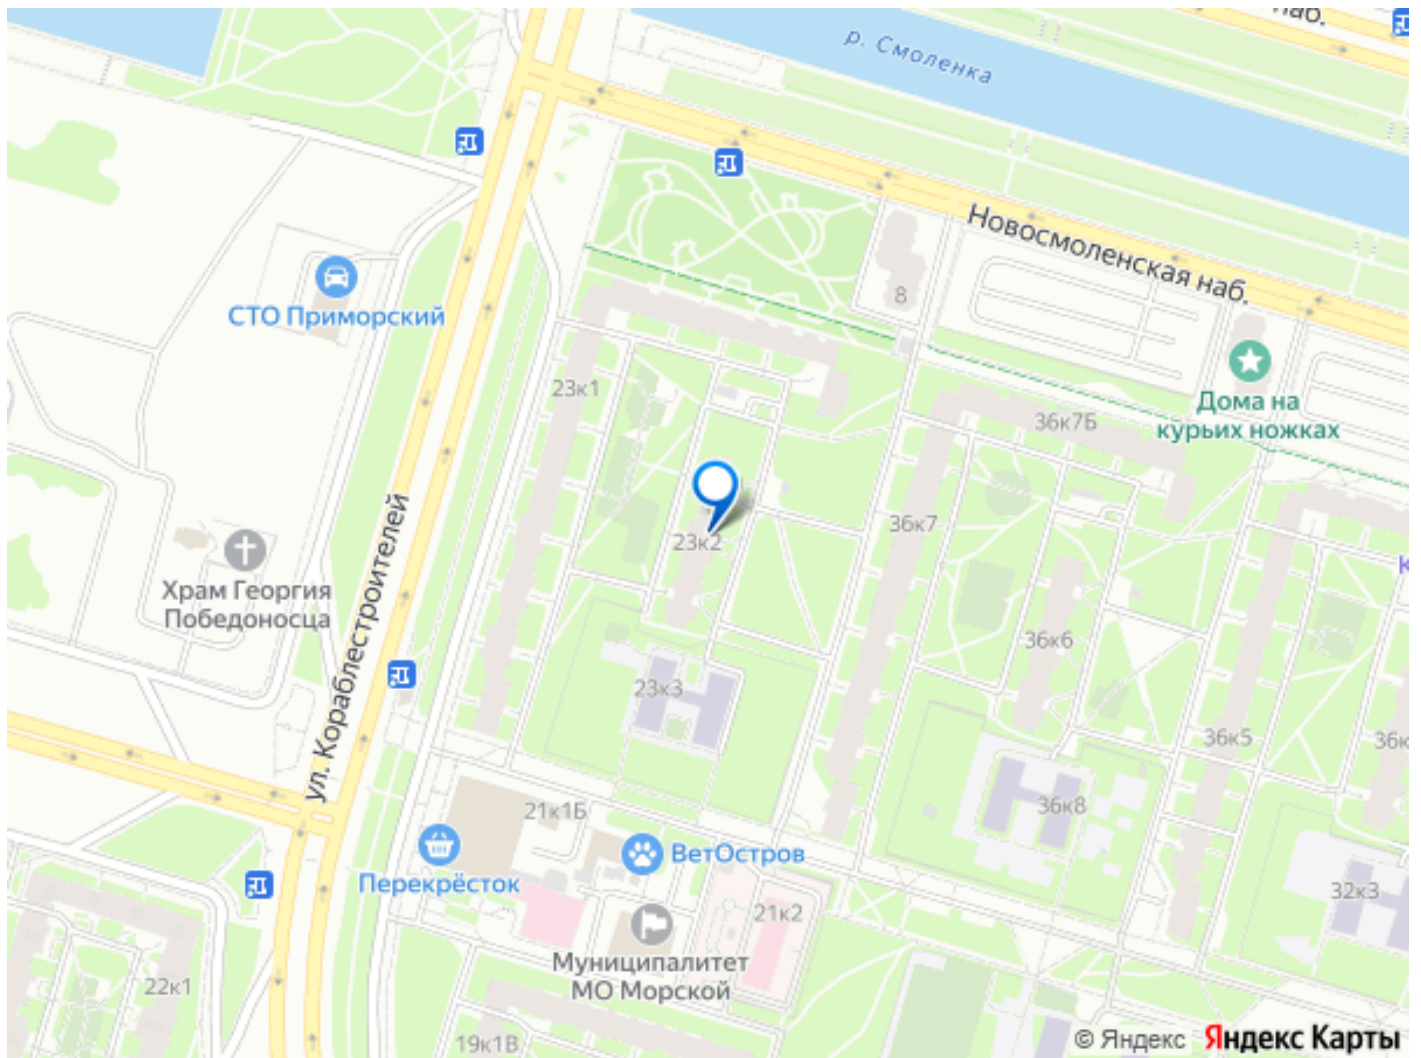 наб.
р. Смоленка
Новосмоленская наб.
СТО Приморский
8
23к1
Дома на
курьих ножках
36к7Б
36к7
23к2
Храм Георгия
Победоносца
ул. Кораблестроителей
36к6
23к3
36к5
36к
К
21к1Б
36к8
ВетОстров
Перекрёсток
32к3
21к2
Муниципалитет
МО Морской
22к1
19к1В
© Яндекс Яндекс Карты